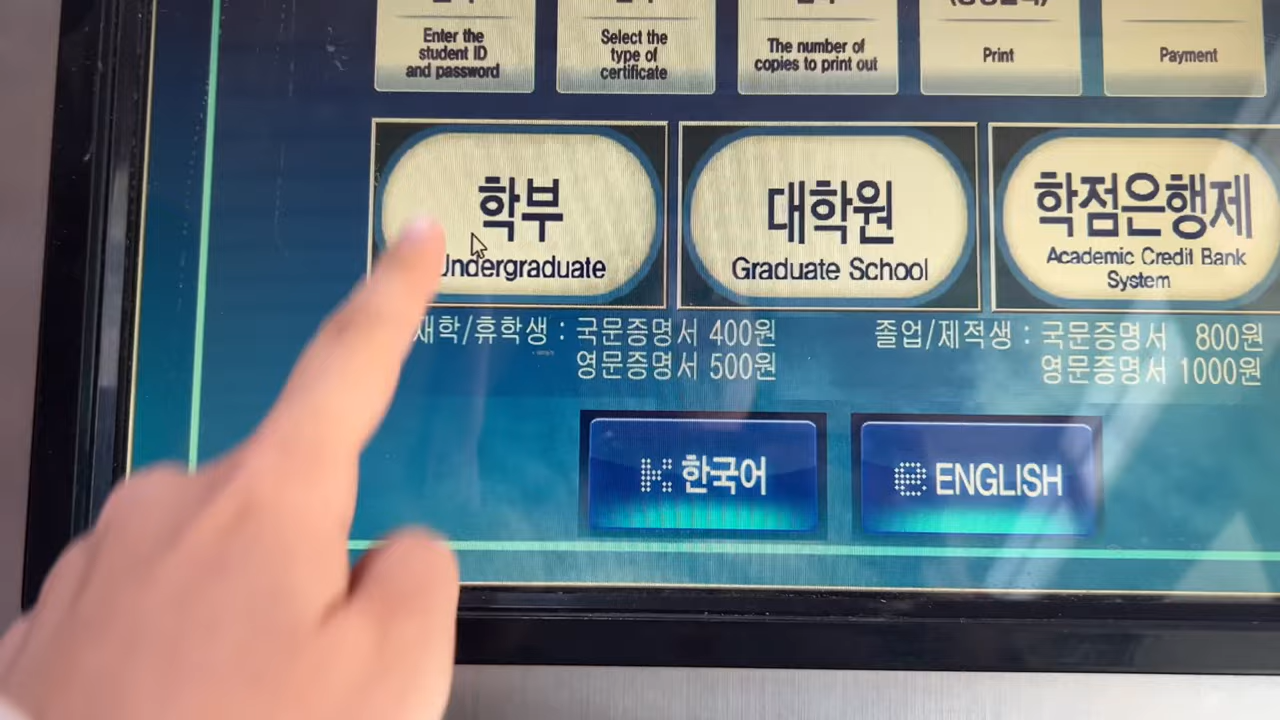 Enter the
student ID
and password
Select the
type of
certificate
The number of
copies to print out
Print
Payment
학부
Undergraduate
대학원
Graduate School
학점은행제
Academic Credit Bank
System
재학/휴학생 : 국문증명서 400원
영문증명서 500원
졸업/제적생 : 국문증명서 800원
영문증명서 1000원
한국어
ENGLISH